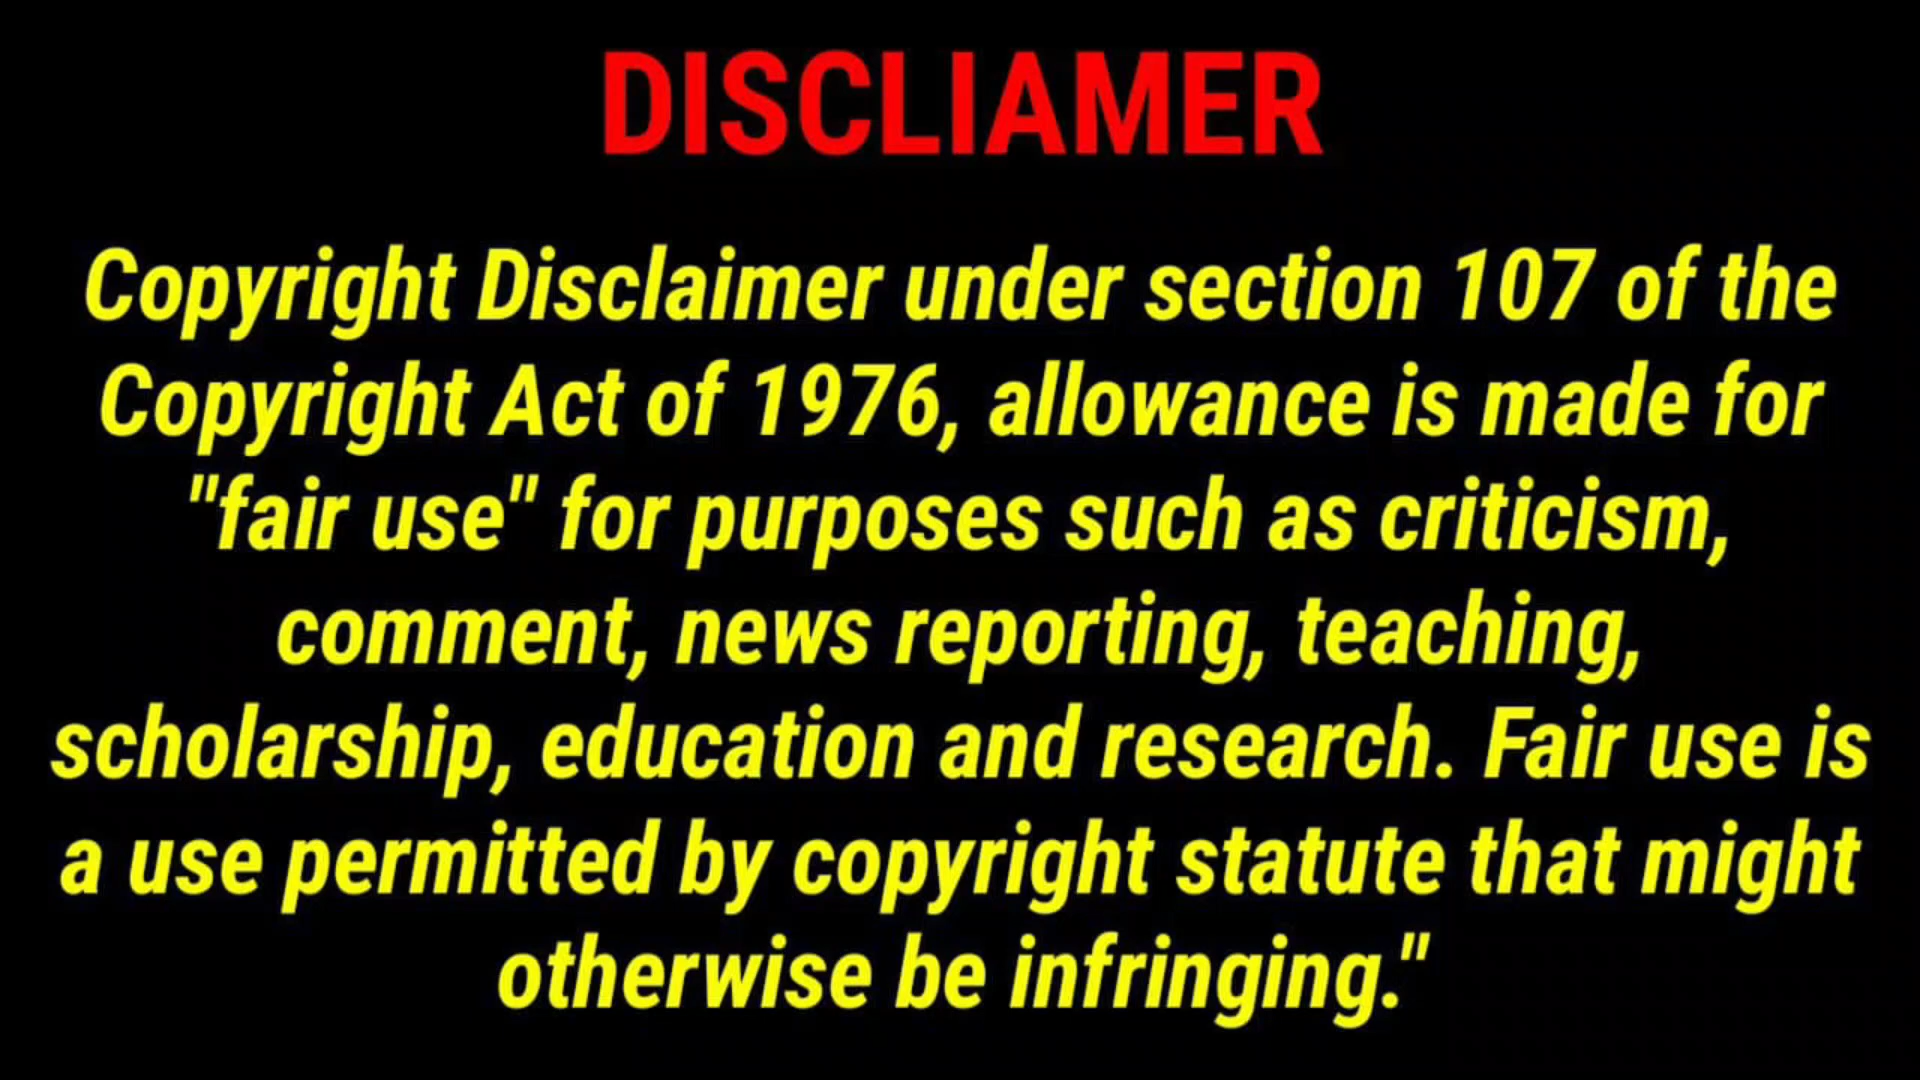 DISCLIAMER
Copyright Disclaimer under section 107 of the
Copyright Act of 1976, allowance is made for
"fair use" for purposes such as criticism,
comment, news reporting, teaching,
scholarship, education and research. Fair use is
a use permitted by copyright statute that might
otherwise be infringing."